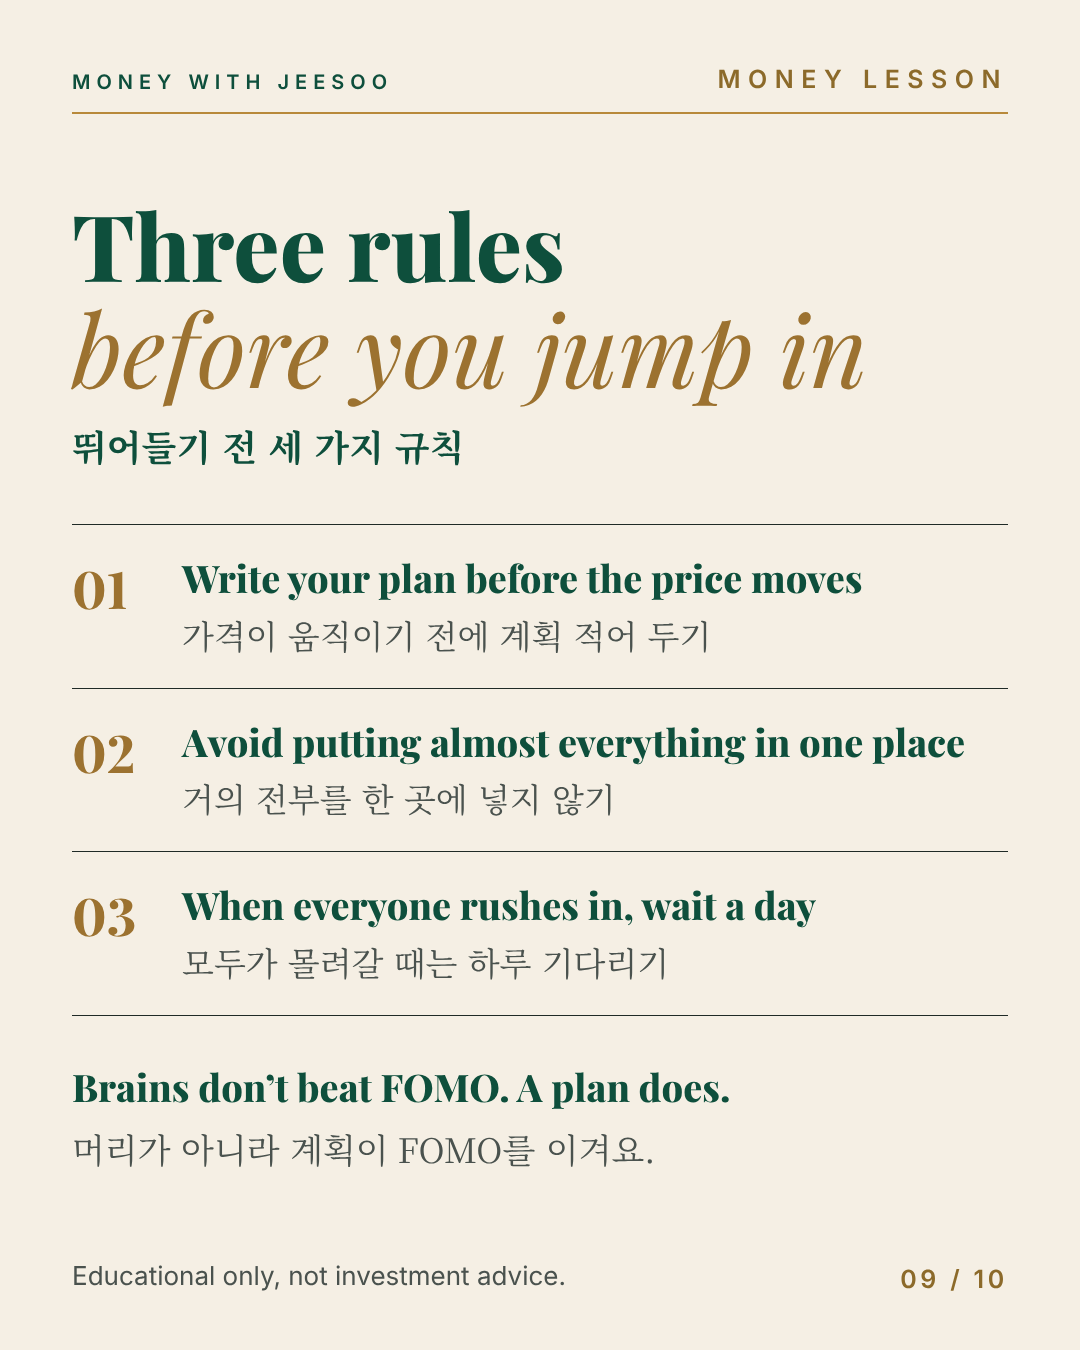 MONEY WITH JEESOO
MONEY LESSON
Three rules
before you jump in
뛰어들기 전 세 가지 규칙
01
Write your plan before the price moves
가격이 움직이기 전에 계획 적어 두기
02
Avoid putting almost everything in one place
거의 전부를 한 곳에 넣지 않기
03
When everyone rushes in, wait a day
모두가 몰려갈 때는 하루 기다리기
Brains don’t beat FOMO. A plan does.
머리가 아니라 계획이 FOMO를 이겨요.
Educational only, not investment advice.
09 / 10